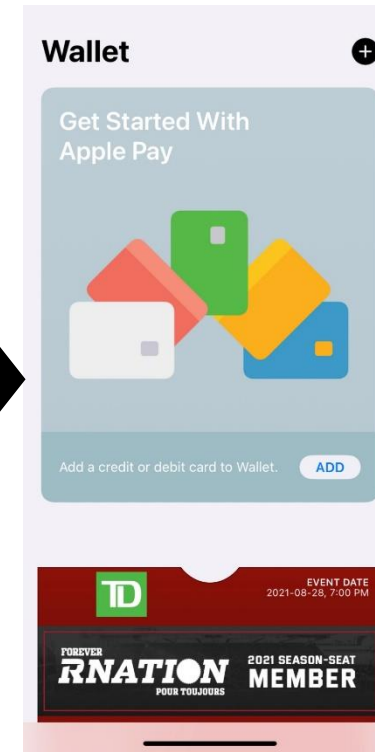 Wallet
Get Started With
Apple Pay
Add a credit or debit card to Wallet.
ADD
TD
EVENT DATE
2021-08-28, 7:00 PM
FOREVER
RNATION
POUR TOUJOURS
2021 SEASON-SEAT
MEMBER